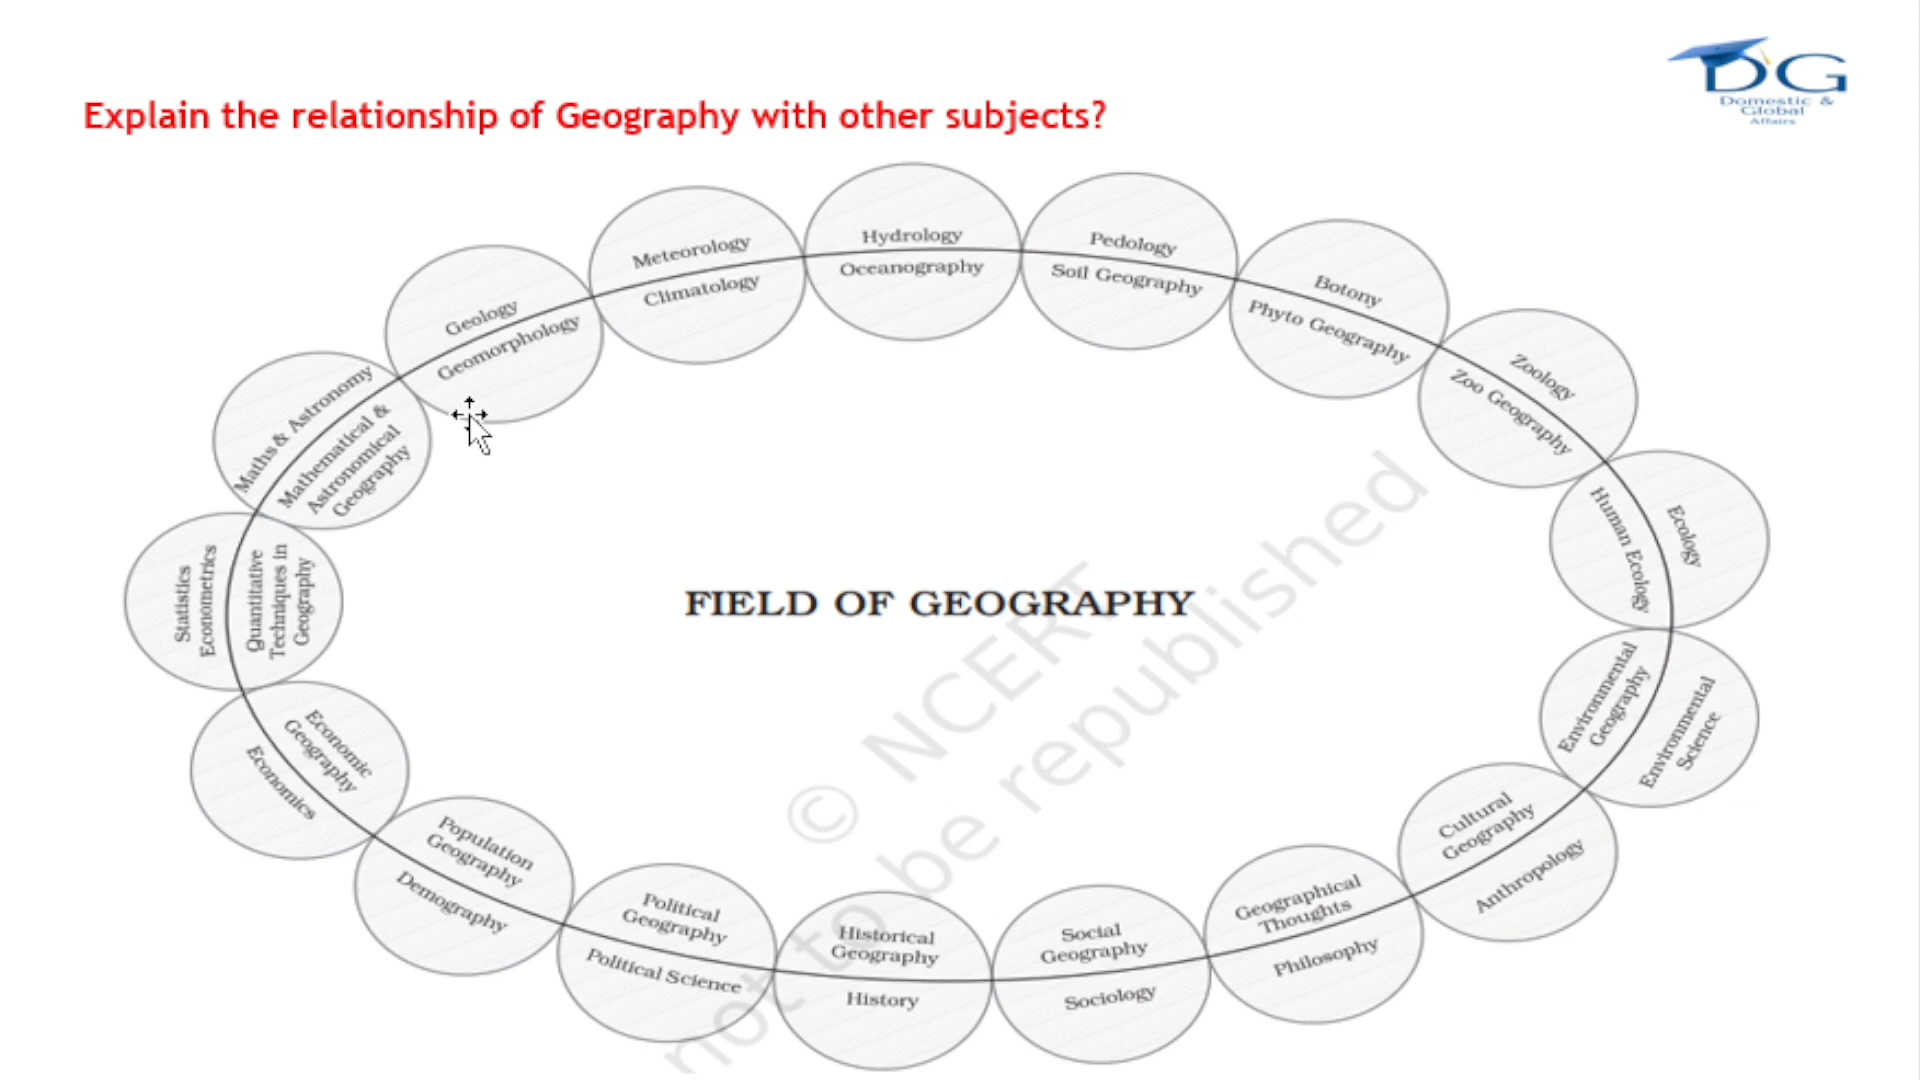 DG
Domestic &
Global
Affairs
Explain the relationship of Geography with other subjects?
Hydrology
Oceanography
Pedology
Soil Geography
Botony
Phyto Geography
Zoology
Zoo Geography
Ecology
Human Ecology
Environmental
Geography
Environmental
Science
Cultural
Geography
Anthropology
Geographical
Thoughts
Philosophy
Social
Geography
Sociology
Historical
Geography
History
Political
Geography
Political Science
Population
Geography
Demography
Economic
Geography
Economics
Statistics
Econometrics
Quantitative
Techniques in
Geography
Maths & Astronomy
Mathematical &
Astronomical
Geography
Geology
Geomorphology
Meteorology
Climatology
FIELD OF GEOGRAPHY
© NCERT
not to be republished